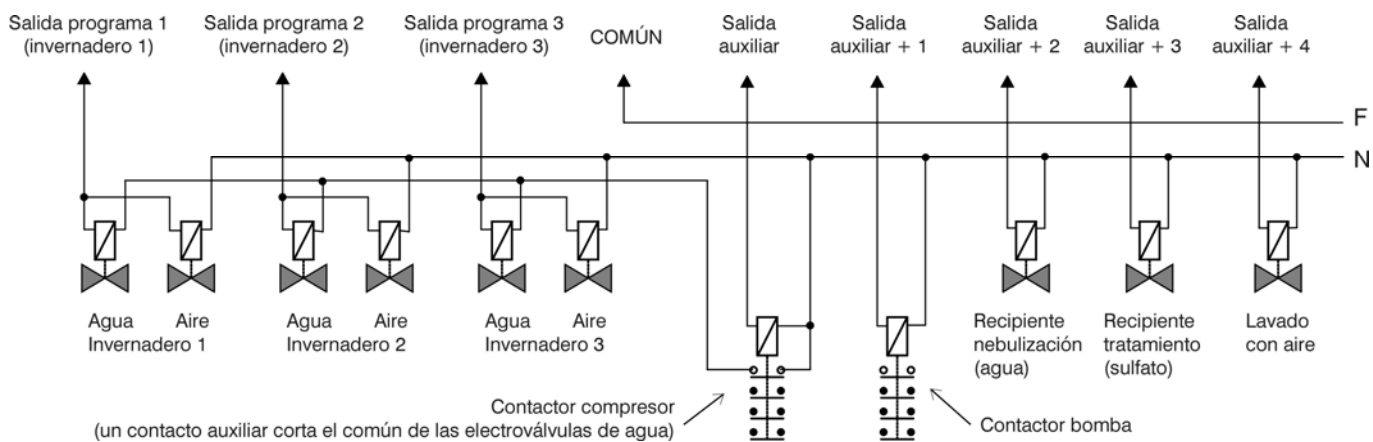 Salida programa 1
(invernadero 1)
Salida programa 2
(invernadero 2)
Salida programa 3
(invernadero 3)
COMÚN
Salida
auxiliar
Salida
auxiliar + 1
Salida
auxiliar + 2
Salida
auxiliar + 3
Salida
auxiliar + 4
F
N
Agua
Aire
Invernadero 1
Agua
Aire
Invernadero 2
Agua
Aire
Invernadero 3
Recipiente
nebulización
(agua)
Recipiente
tratamiento
(sulfato)
Lavado
con aire
Contactor compresor
(un contacto auxiliar corta el común de las electroválvulas de agua)
Contactor bomba